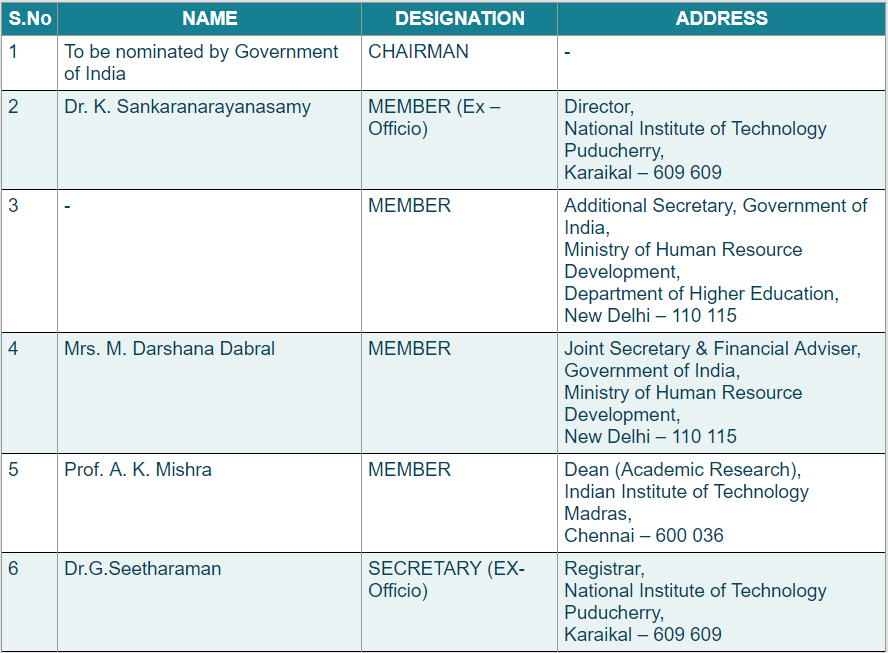 S.No NAME DESIGNATION ADDRESS
1 To be nominated by Government CHAIRMAN -
of India
2 Dr. K. Sankaranarayanasamy MEMBER (Ex – Director,
Officio) National Institute of Technology
Puducherry,
Karaikal – 609 609
3 - MEMBER Additional Secretary, Government of
India,
Ministry of Human Resource
Development,
Department of Higher Education,
New Delhi – 110 115
4 Mrs. M. Darshana Dabral MEMBER Joint Secretary & Financial Adviser,
Government of India,
Ministry of Human Resource
Development,
New Delhi – 110 115
5 Prof. A. K. Mishra MEMBER Dean (Academic Research),
Indian Institute of Technology
Madras,
Chennai – 600 036
6 Dr.G.Seetharaman SECRETARY (EX- Registrar,
Officio) National Institute of Technology
Puducherry,
Karaikal – 609 609